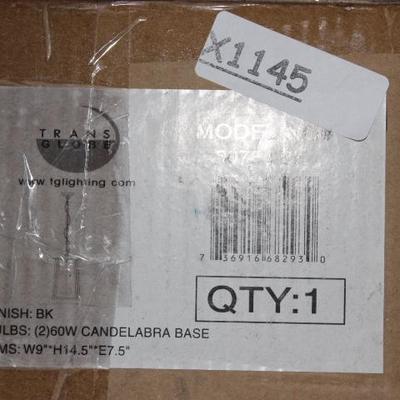 X1145
TRANS
GLOBE
www.tglighting.com
7 36916 68293 0
QTY:1
NISH: BK
ULBS: (2)60W CANDELABRA BASE
MS: W9"*H14.5"*E7.5"